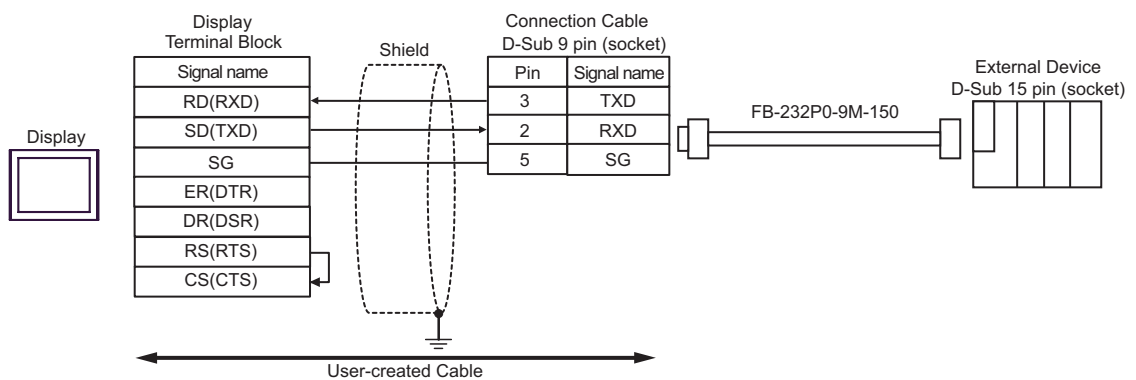 Display
Terminal Block
Shield
Connection Cable
D-Sub 9 pin (socket)
External Device
D-Sub 15 pin (socket)
Display
Signal name
RD(RXD)
SD(TXD)
SG
ER(DTR)
DR(DSR)
RS(RTS)
CS(CTS)
Pin Signal name
3 TXD
2 RXD
5 SG
FB-232P0-9M-150
User-created Cable